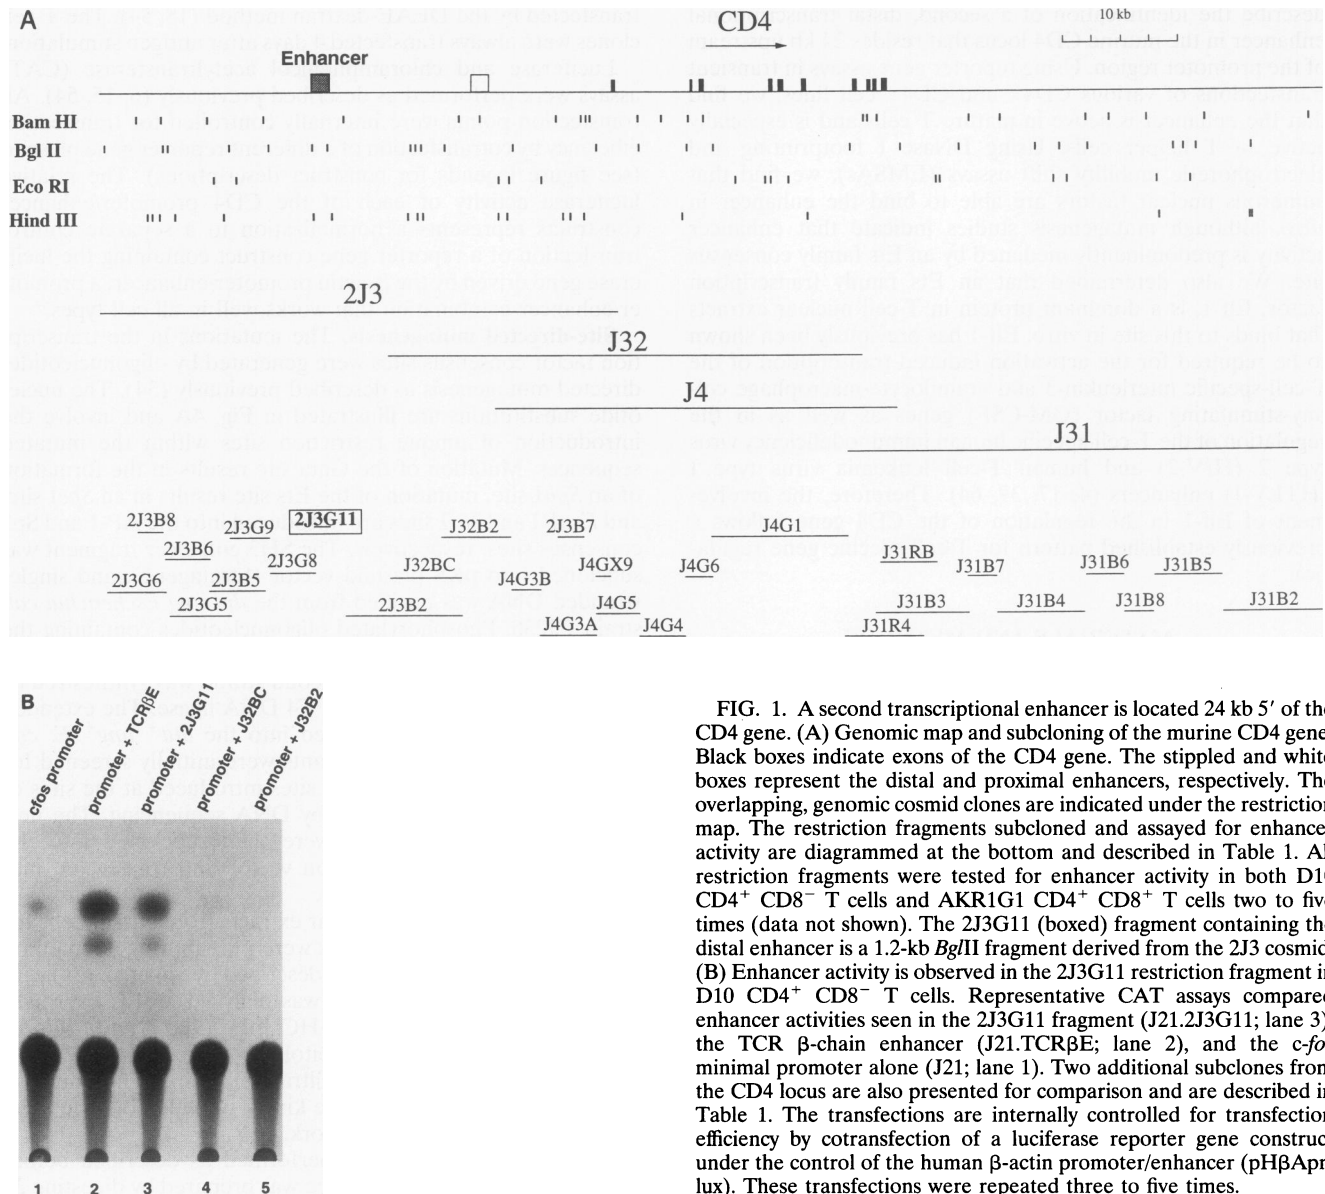 A
CD4
10 kb
Enhancer
Bam HI
Bgl II
Eco RI
Hind III
2J3
J32
J4
J31
2J3B8
2J3G9
2J3G11
J32B2
2J3B7
J4G1
2J3B6
2J3G8
J32BC
J4GX9
J4G6
J31RB
J31B7
J31B6
J31B5
2J3G6
2J3B5
J4G3B
2J3G5
2J3B2
J4G5
J31B3
J31B4
J31B8
J31B2
J4G3A
J4G4
J31R4
B
cfos promoter
promoter + TCRβE
promoter + 2J3G11
promoter + J32BC
promoter + J32B2
1 2 3 4 5
FIG. 1. A second transcriptional enhancer is located 24 kb 5′ of the
CD4 gene. (A) Genomic map and subcloning of the murine CD4 gene
Black boxes indicate exons of the CD4 gene. The stippled and white
boxes represent the distal and proximal enhancers, respectively. The
overlapping, genomic cosmid clones are indicated under the restriction
map. The restriction fragments subcloned and assayed for enhance
activity are diagrammed at the bottom and described in Table 1. Al
restriction fragments were tested for enhancer activity in both D10
CD4⁺ CD8⁻ T cells and AKR1G1 CD4⁺ CD8⁺ T cells two to five
times (data not shown). The 2J3G11 (boxed) fragment containing the
distal enhancer is a 1.2-kb BglII fragment derived from the 2J3 cosmid
(B) Enhancer activity is observed in the 2J3G11 restriction fragment in
D10 CD4⁺ CD8⁻ T cells. Representative CAT assays compared
enhancer activities seen in the 2J3G11 fragment (J21.2J3G11; lane 3)
the TCR β-chain enhancer (J21.TCRβE; lane 2), and the c-fo
minimal promoter alone (J21; lane 1). Two additional subclones from
the CD4 locus are also presented for comparison and are described in
Table 1. The transfections are internally controlled for transfection
efficiency by cotransfection of a luciferase reporter gene construc
under the control of the human β-actin promoter/enhancer (pHβApr
lux). These transfections were repeated three to five times.